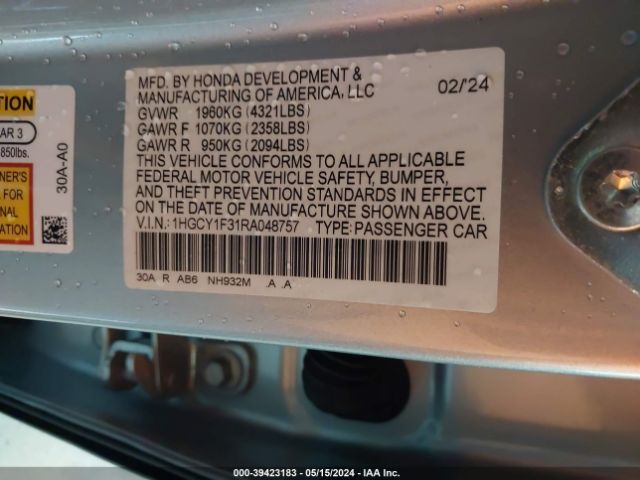 MFD. BY HONDA DEVELOPMENT &
MANUFACTURING OF AMERICA, LLC 02/'24
GVWR 1960KG (4321LBS)
GAWR F 1070KG (2358LBS)
GAWR R 950KG (2094LBS)
THIS VEHICLE CONFORMS TO ALL APPLICABLE
FEDERAL MOTOR VEHICLE SAFETY, BUMPER,
AND THEFT PREVENTION STANDARDS IN EFFECT
ON THE DATE OF MANUFACTURE SHOWN ABOVE.
V.I.N.: 1HGCY1F31RA048757 TYPE: PASSENGER CAR
30A R AB6 NH932M .A .A
TION
AR 3
850lbs.
NER'S
FOR
ONAL
ATION
30A-A0
000-39423183 - 05/15/2024 - IAA Inc.